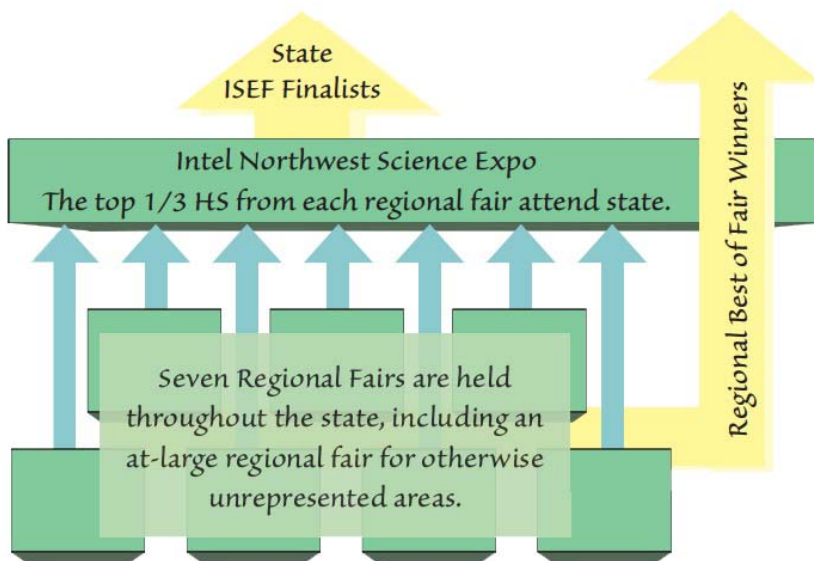 State
ISEF Finalists
Intel Northwest Science Expo
The top 1/3 HS from each regional fair attend state.
Regional Best of Fair Winners
Seven Regional Fairs are held
throughout the state, including an
at-large regional fair for otherwise
unrepresented areas.